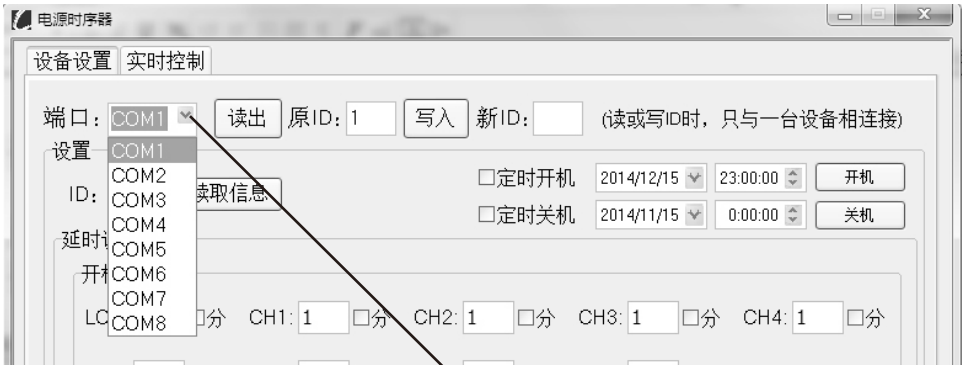 电源时序器
设备设置 实时控制
端口: COM1 读出 原ID: 1 写入 新ID: (读或写ID时，只与一台设备相连接)
设置 COM1
COM2 □定时开机 2014/12/15 23:00:00 开机
ID: COM3 读取信息
COM4 □定时关机 2014/11/15 0:00:00 关机
延时 COM5
开 COM6
COM7
COM8 □分 CH1: 1 □分 CH2: 1 □分 CH3: 1 □分 CH4: 1 □分